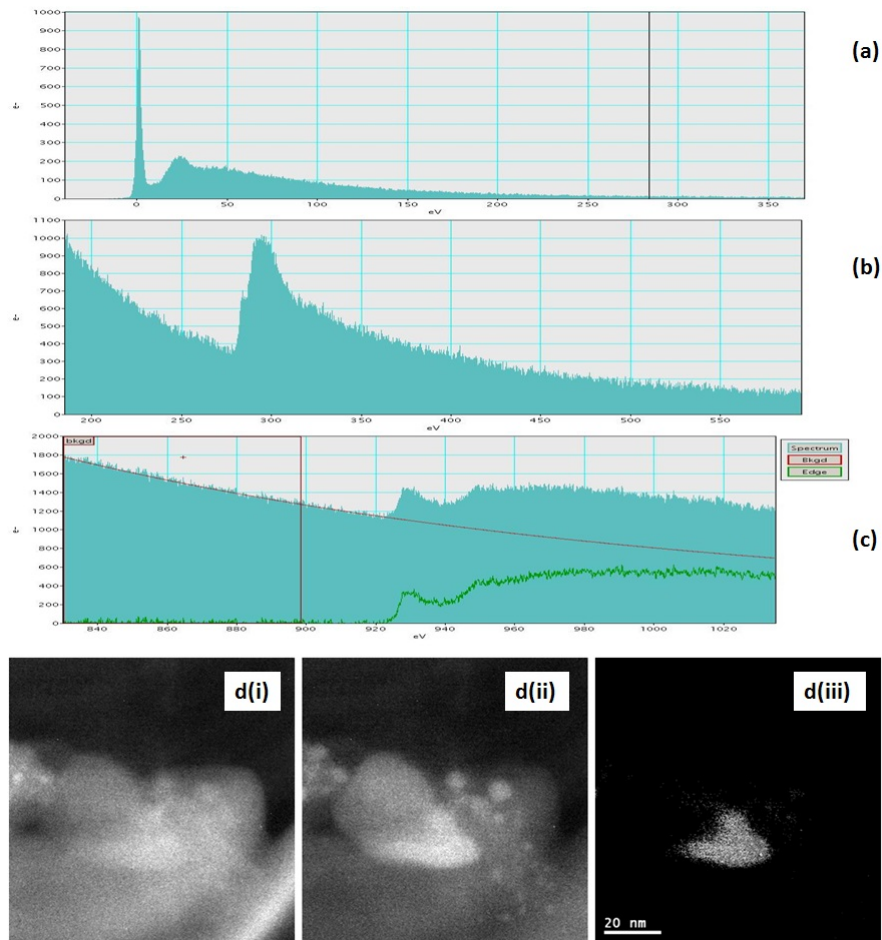 1000
900
800
700
600
500
400
300
200
100
0
e-
0 50 100 150 200 250 300 350
eV
(a)
1100
1000
900
800
700
600
500
400
300
200
100
0
e-
200 250 300 350 400 450 500 550
eV
(b)
2000
1800
1600
1400
1200
1000
800
600
400
200
0
e-
bkgd
840 860 880 900 920 940 960 980 1000 1020
eV
Spectrum
Bkgd
Edge
(c)
d(i)
d(ii)
d(iii)
20 nm